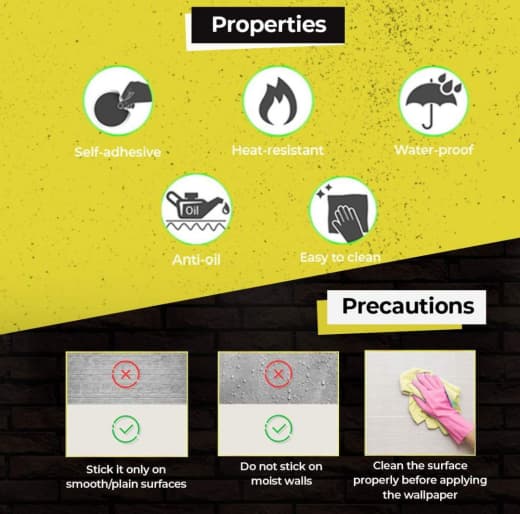 Properties
Self-adhesive
Heat-resistant
Water-proof
Oil
Anti-oil
Easy to clean
Precautions
Stick it only on
smooth/plain surfaces
Do not stick on
moist walls
Clean the surface
properly before applying
the wallpaper